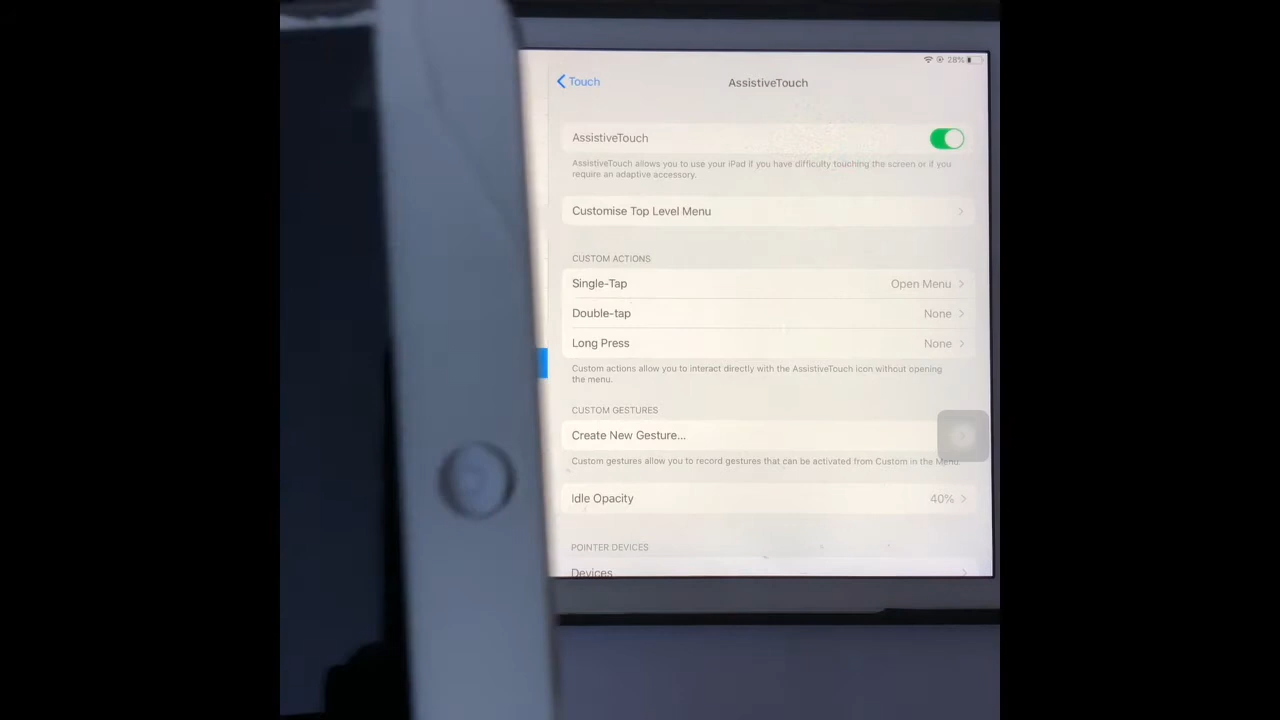 28%
Touch
AssistiveTouch
AssistiveTouch
AssistiveTouch allows you to use your iPad if you have difficulty touching the screen or if you
require an adaptive accessory.
Customise Top Level Menu
CUSTOM ACTIONS
Single-Tap Open Menu
Double-tap None
Long Press None
Custom actions allow you to interact directly with the AssistiveTouch icon without opening
the menu.
CUSTOM GESTURES
Create New Gesture...
Custom gestures allow you to record gestures that can be activated from Custom in the Menu.
Idle Opacity 40%
POINTER DEVICES
Devices